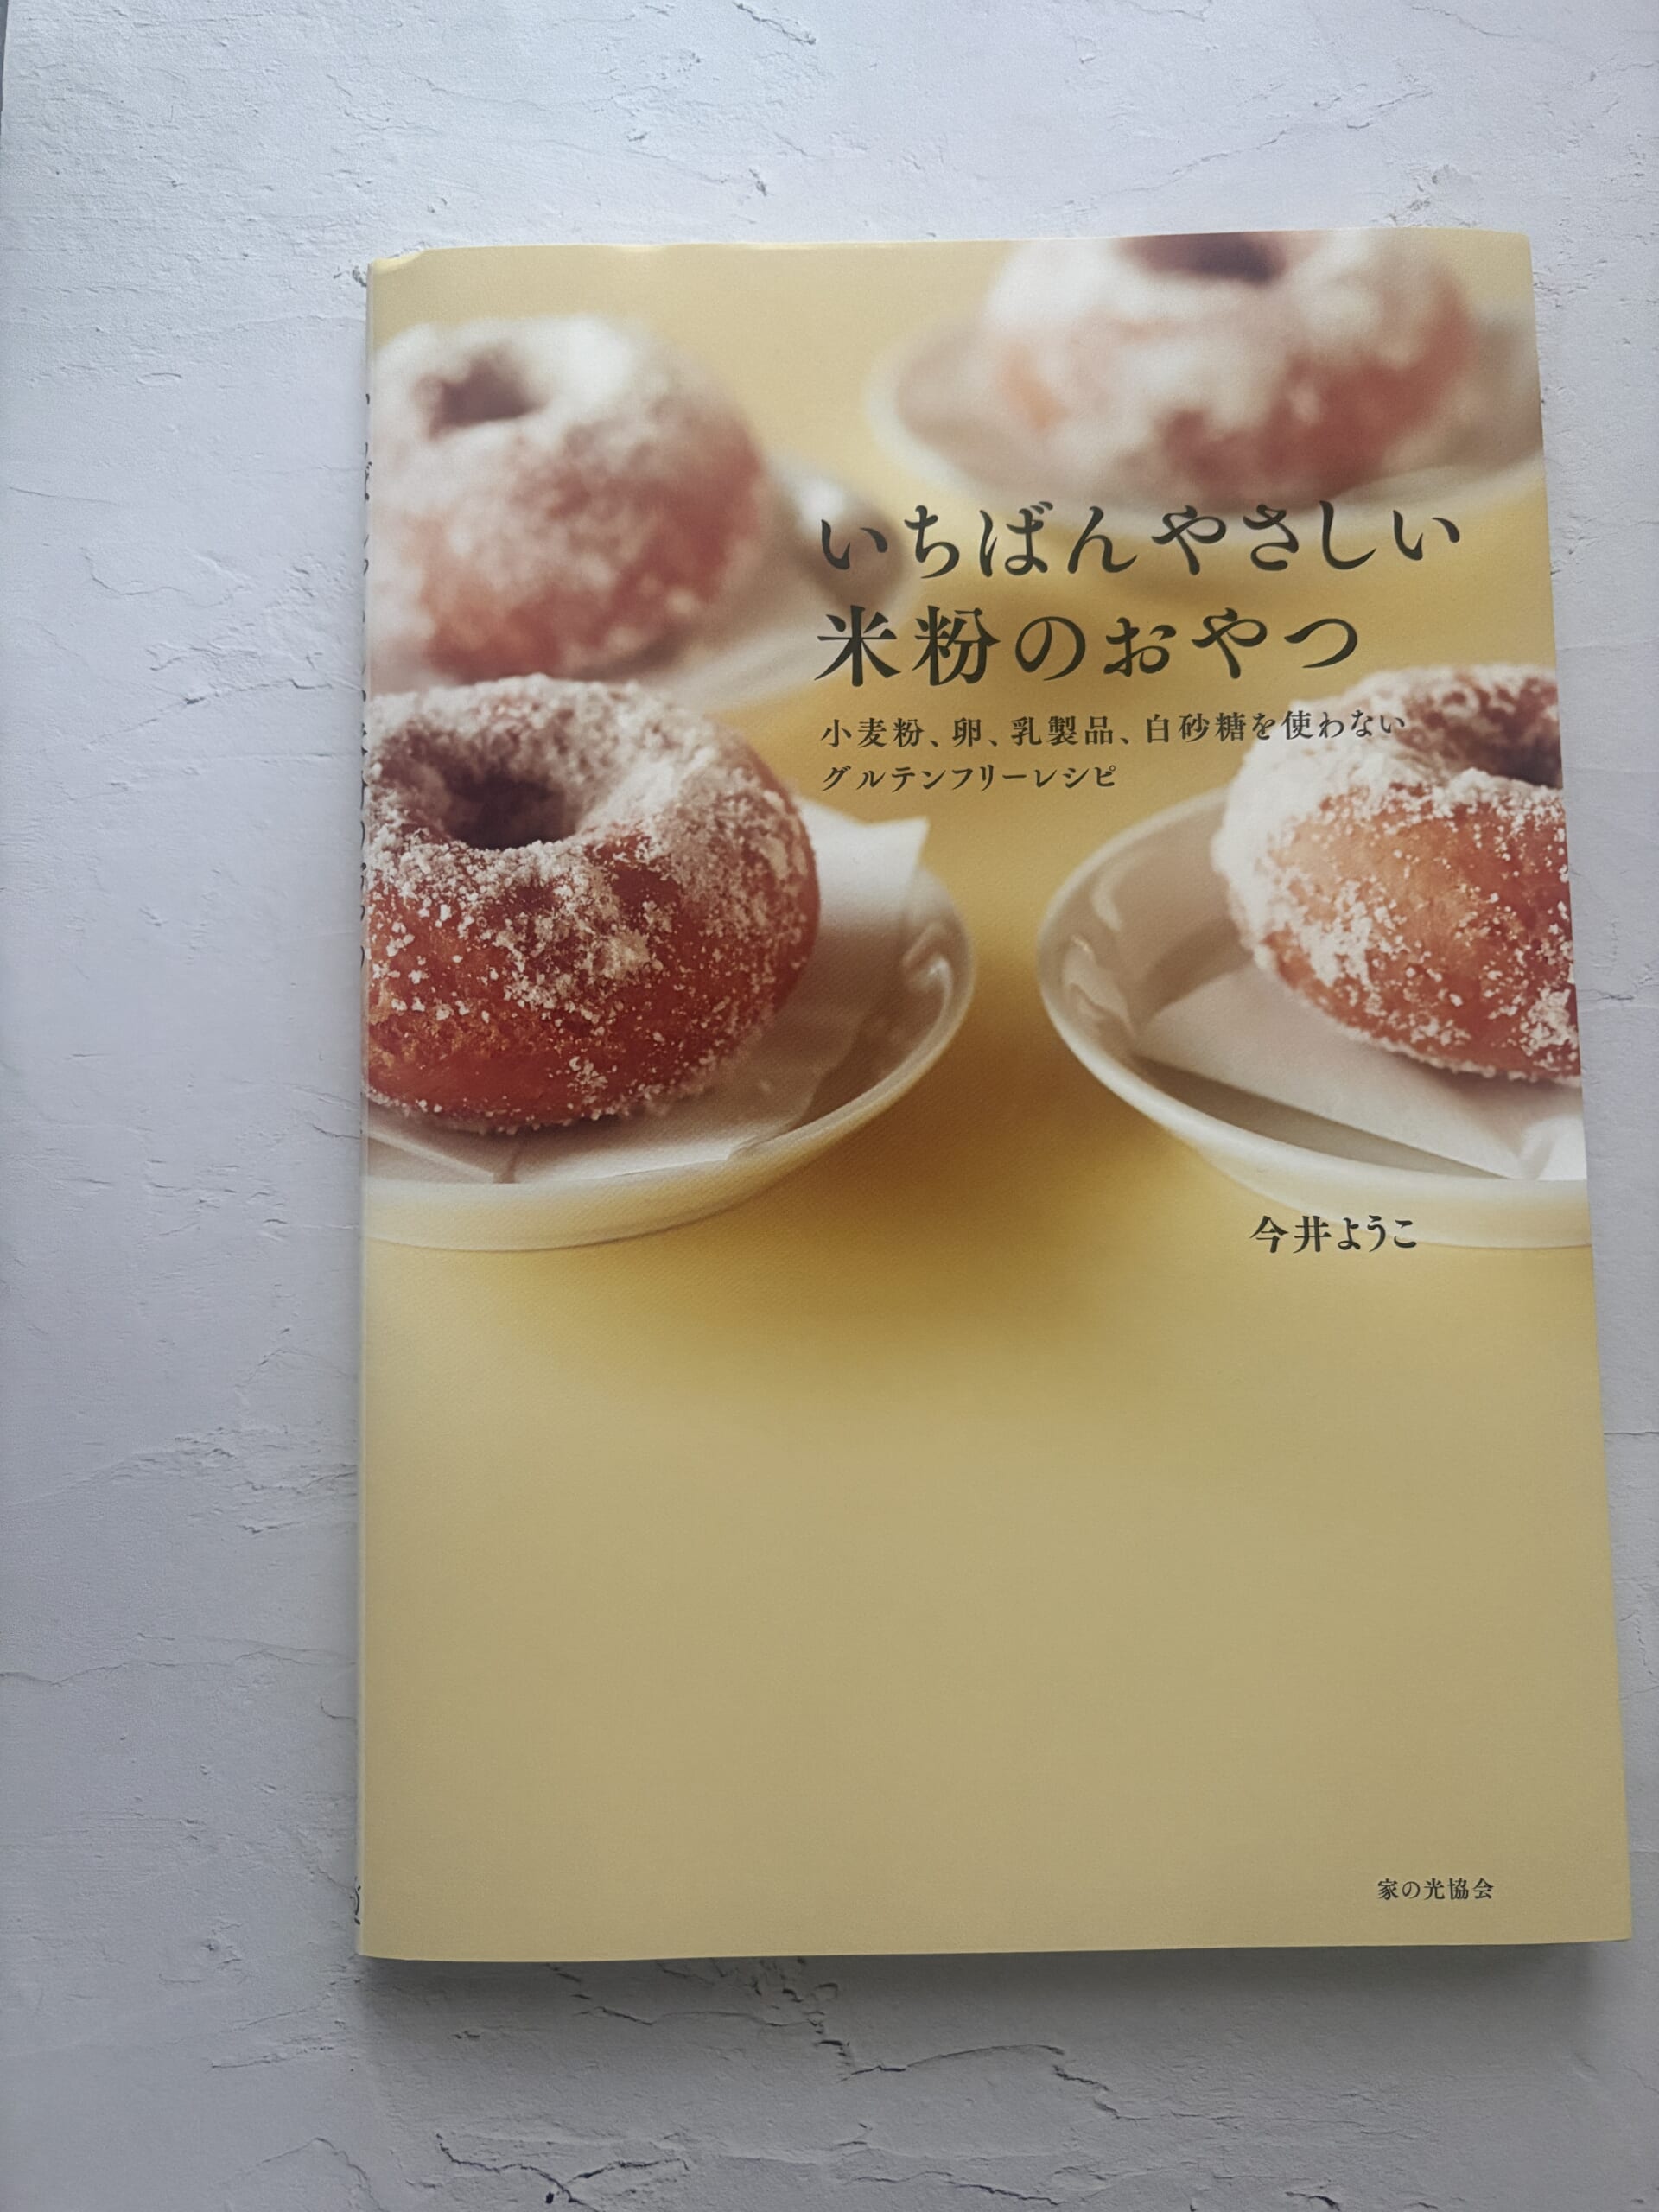 いちばんやさしい
米粉のおやつ
小麦粉、卵、乳製品、白砂糖を使わない
グルテンフリーレシピ
今井ようこ
家の光協会